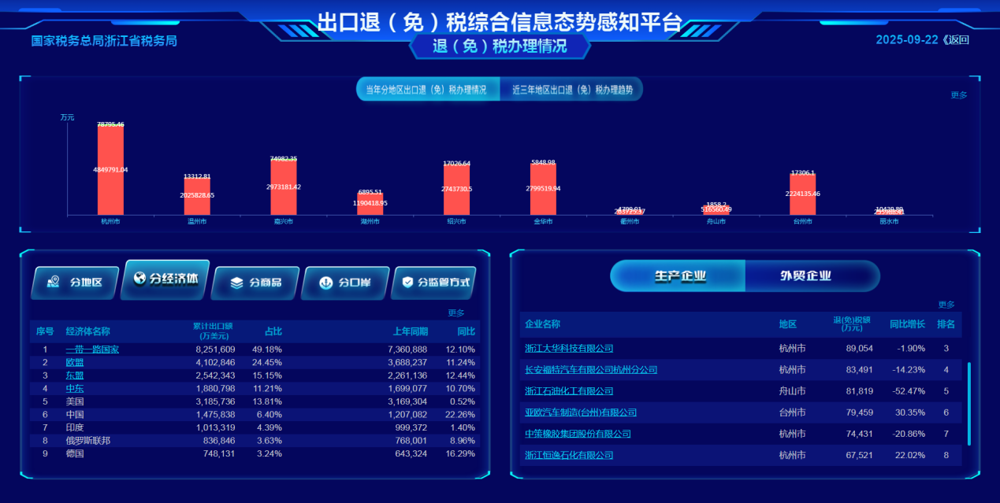 出口退（免）税综合信息态势感知平台
国家税务总局浙江省税务局
退（免）税办理情况
2025-09-22 《返回
当年分地区出口退（免）税办理情况 近三年地区出口退（免）税办理趋势
更多
万元
78795.46 13312.81 74982.35 6895.51 17026.64 5848.98 4799.01 1858.2 17306.1 10439.89
4849791.04 2025828.65 2973181.42 1190418.95 2743730.5 2799519.94 516560.49 2224135.46
杭州市 温州市 嘉兴市 湖州市 绍兴市 金华市 衢州市 舟山市 台州市 丽水市
分地区 分经济体 分商品 分口岸 分监管方式
更多
序号 经济体名称 累计出口额(万美元) 占比 上年同期 同比
1 一带一路国家 8,251,609 49.18% 7,360,888 12.10%
2 欧盟 4,102,846 24.45% 3,688,237 11.24%
3 东盟 2,542,343 15.15% 2,261,136 12.44%
4 中东 1,880,798 11.21% 1,699,077 10.70%
5 美国 3,185,736 13.81% 3,169,304 0.52%
6 中国 1,475,838 6.40% 1,207,082 22.26%
7 印度 1,013,319 4.39% 999,372 1.40%
8 俄罗斯联邦 836,846 3.63% 768,001 8.96%
9 德国 748,131 3.24% 643,324 16.29%
生产企业 外贸企业
更多
企业名称 地区 退(免)税额(万元) 同比增长 排名
浙江大华科技有限公司 杭州市 89,054 -1.90% 3
长安福特汽车有限公司杭州分公司 杭州市 83,491 -14.23% 4
浙江石油化工有限公司 舟山市 81,819 -52.47% 5
亚欧汽车制造(台州)有限公司 台州市 79,459 30.35% 6
中策橡胶集团股份有限公司 杭州市 74,431 -20.86% 7
浙江恒逸石化有限公司 杭州市 67,521 22.02% 8